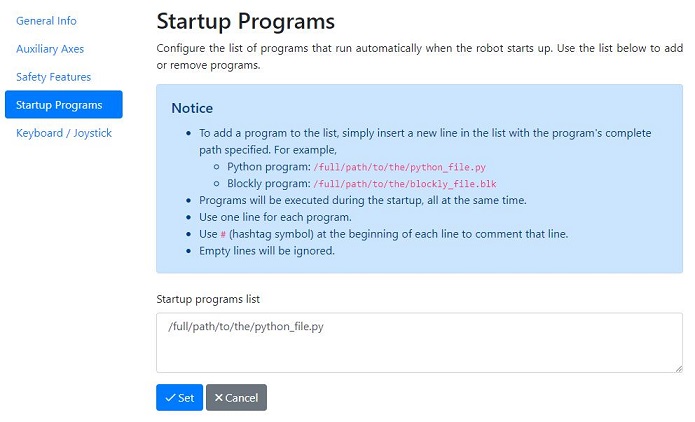 General Info
Auxiliary Axes
Safety Features
Startup Programs
Keyboard / Joystick
Startup Programs
Configure the list of programs that run automatically when the robot starts up. Use the list below to add
or remove programs.
Notice
To add a program to the list, simply insert a new line in the list with the program's complete
path specified. For example,
Python program: /full/path/to/the/python_file.py
Blockly program: /full/path/to/the/blockly_file.blk
Programs will be executed during the startup, all at the same time.
Use one line for each program.
Use # (hashtag symbol) at the beginning of each line to comment that line.
Empty lines will be ignored.
Startup programs list
/full/path/to/the/python_file.py
Set
Cancel